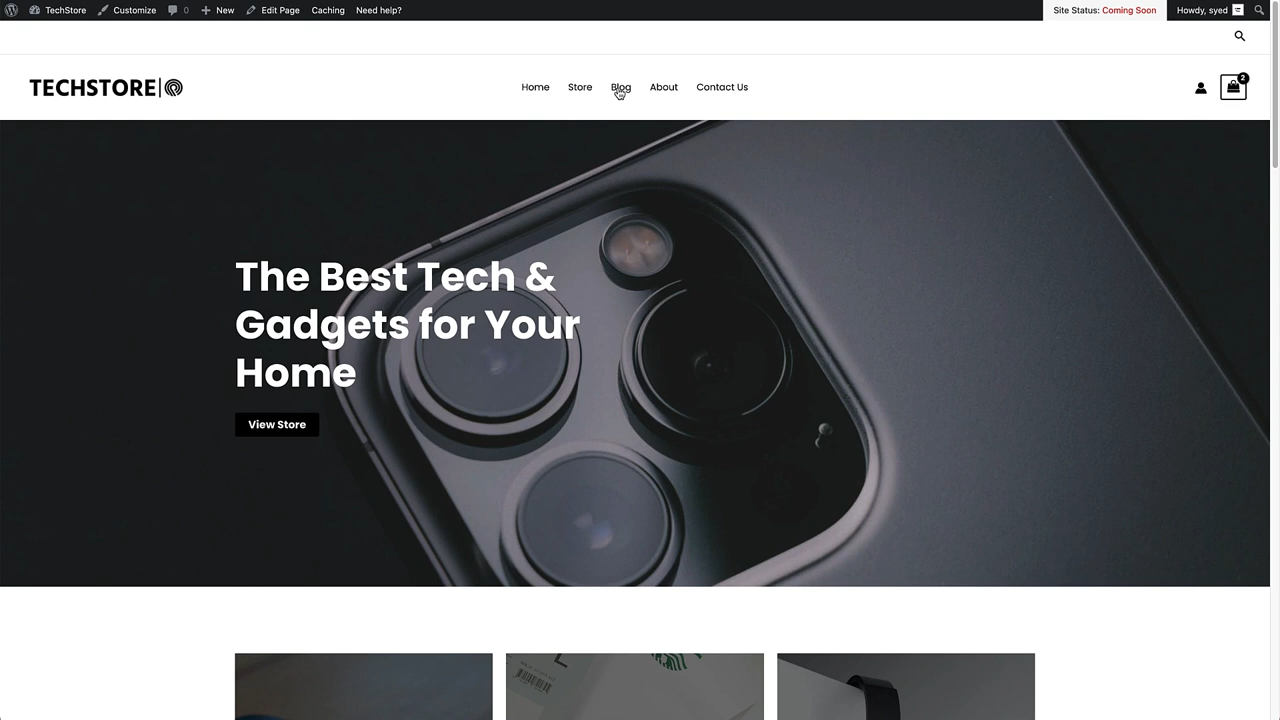 TechStore Customize 0 New Edit Page Caching Need help? Site Status: Coming Soon Howdy, syed
TECHSTORE
Home Store Blog About Contact Us 2
The Best Tech &
Gadgets for Your
Home
View Store